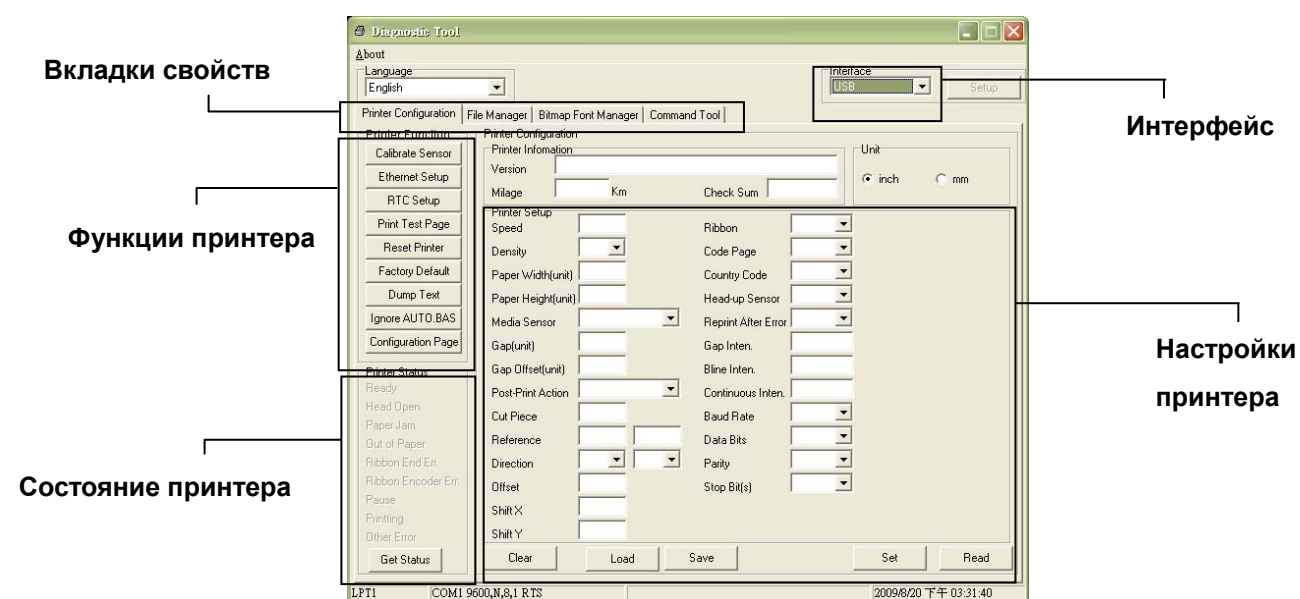 Diagnostic Tool
About
Вкладки свойств
Language
English
Interface
USB
Setup
Интерфейс
Printer Configuration
File Manager
Bitmap Font Manager
Command Tool
Printer Function
Calibrate Sensor
Ethernet Setup
RTC Setup
Print Test Page
Reset Printer
Factory Default
Dump Text
Ignore AUTO.BAS
Configuration Page
Функции принтера
Printer Configuration
Printer Infomation
Version
Milage Km Check Sum
Unit
inch mm
Printer Setup
Speed Ribbon
Density Code Page
Paper Width(unit) Country Code
Paper Height(unit) Head-up Sensor
Media Sensor Reprint After Error
Gap(unit) Gap Inten.
Gap Offset(unit) Bline Inten.
Post-Print Action Continuous Inten.
Cut Piece Baud Rate
Reference Data Bits
Direction Parity
Offset Stop Bit(s)
Shift X
Shift Y
Clear Load Save Set Read
Настройки
принтера
Printer Status
Ready
Head Open
Paper Jam
Out of Paper
Ribbon End Err.
Ribbon Encoder Err.
Pause
Printting
Other Error
Get Status
Состояние принтера
LPT1 COM1 9600,N,8,1 RTS 2009/8/20 下午 03:31:40